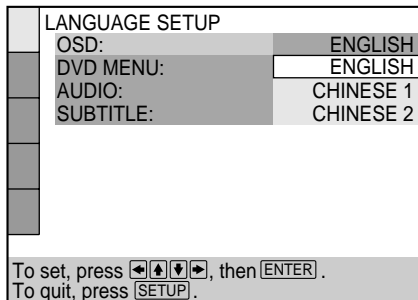 LANGUAGE SETUP
OSD: ENGLISH
DVD MENU: ENGLISH
AUDIO: CHINESE 1
SUBTITLE: CHINESE 2
To set, press ←↑↓→, then ENTER.
To quit, press SETUP.